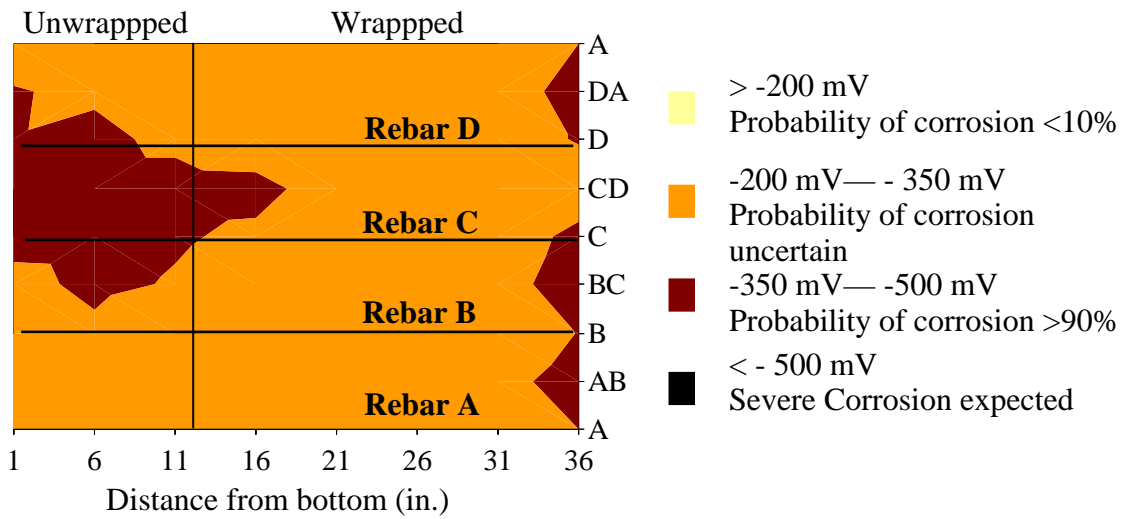 Unwrappped
Wrappped
A
DA
D
CD
C
BC
B
AB
A
Rebar D
Rebar C
Rebar B
Rebar A
1 6 11 16 21 26 31 36
Distance from bottom (in.)
> -200 mV
Probability of corrosion <10%
-200 mV— - 350 mV
Probability of corrosion
uncertain
-350 mV— -500 mV
Probability of corrosion >90%
< - 500 mV
Severe Corrosion expected